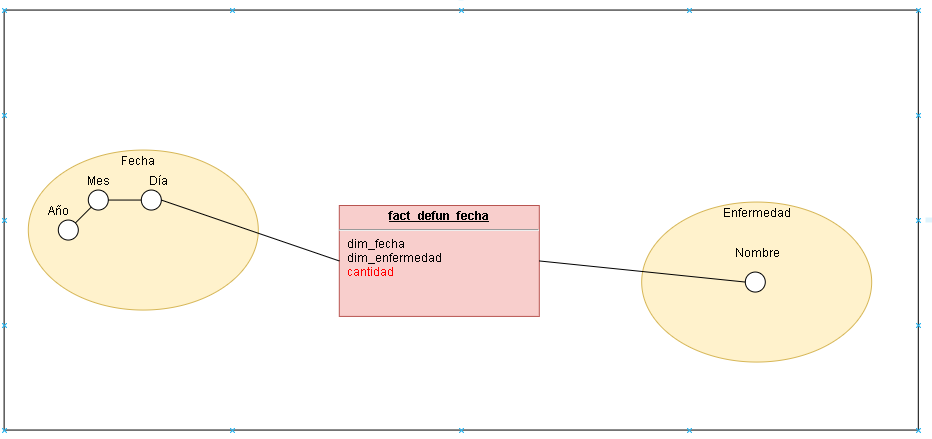 Fecha
Mes
Día
Año
fact_defun_fecha
dim_fecha
dim_enfermedad
cantidad
Enfermedad
Nombre